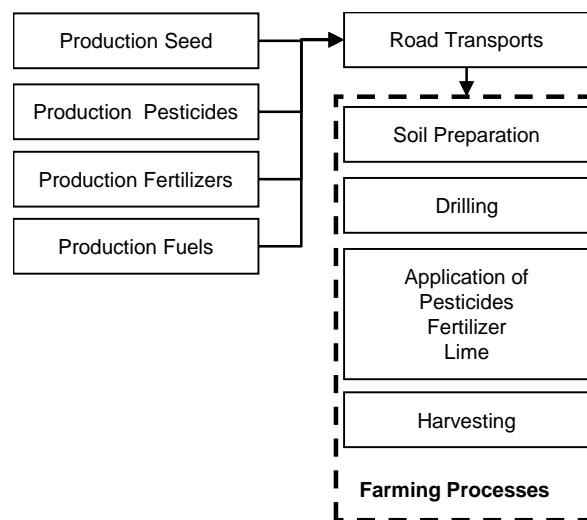 Production Seed
Production Pesticides
Production Fertilizers
Production Fuels
Road Transports
Soil Preparation
Drilling
Application of
Pesticides
Fertilizer
Lime
Harvesting
Farming Processes